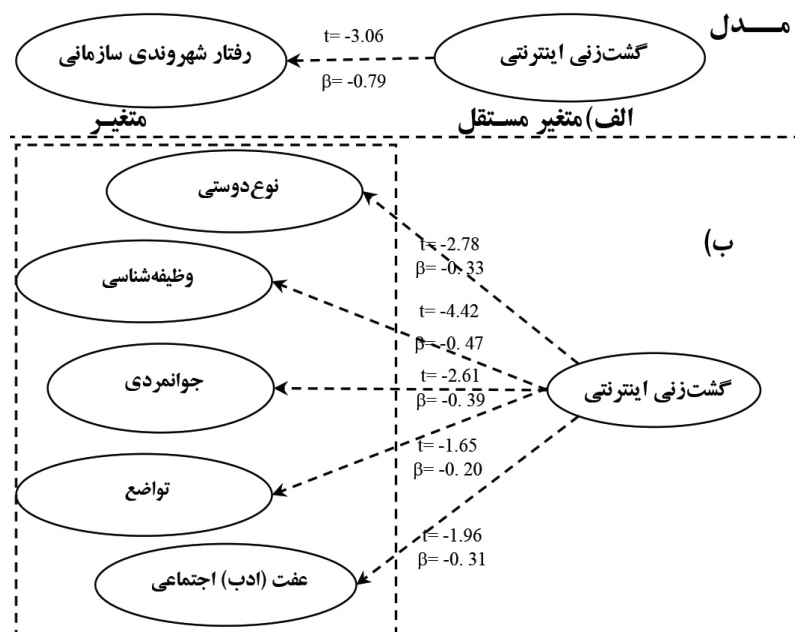 مـــدل
گشت‌زنی اینترنتی
t= -3.06
β= -0.79
رفتار شهروندی سازمانی
الف) متغیر مستقل
متغیـر
ب)
نوع‌دوستی
t= -2.78
β= -0. 33
وظیفه‌شناسی
t= -4.42
β= -0. 47
جوانمردی
t= -2.61
β= -0. 39
گشت‌زنی اینترنتی
تواضع
t= -1.65
β= -0. 20
عفت (ادب) اجتماعی
t= -1.96
β= -0. 31